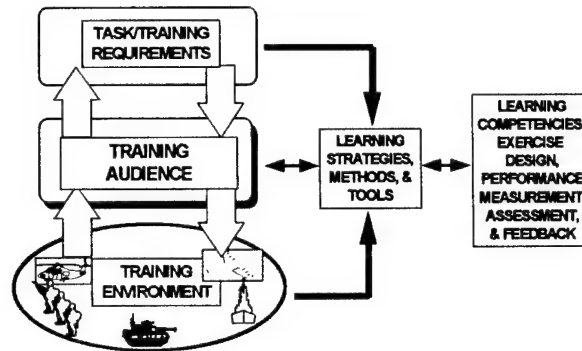 TASK/TRAINING
REQUIREMENTS
TRAINING
AUDIENCE
TRAINING
ENVIRONMENT
LEARNING
STRATEGIES,
METHODS, &
TOOLS
LEARNING
COMPETENCIES
EXERCISE
DESIGN,
PERFORMANCE
MEASUREMENT
ASSESSMENT,
& FEEDBACK